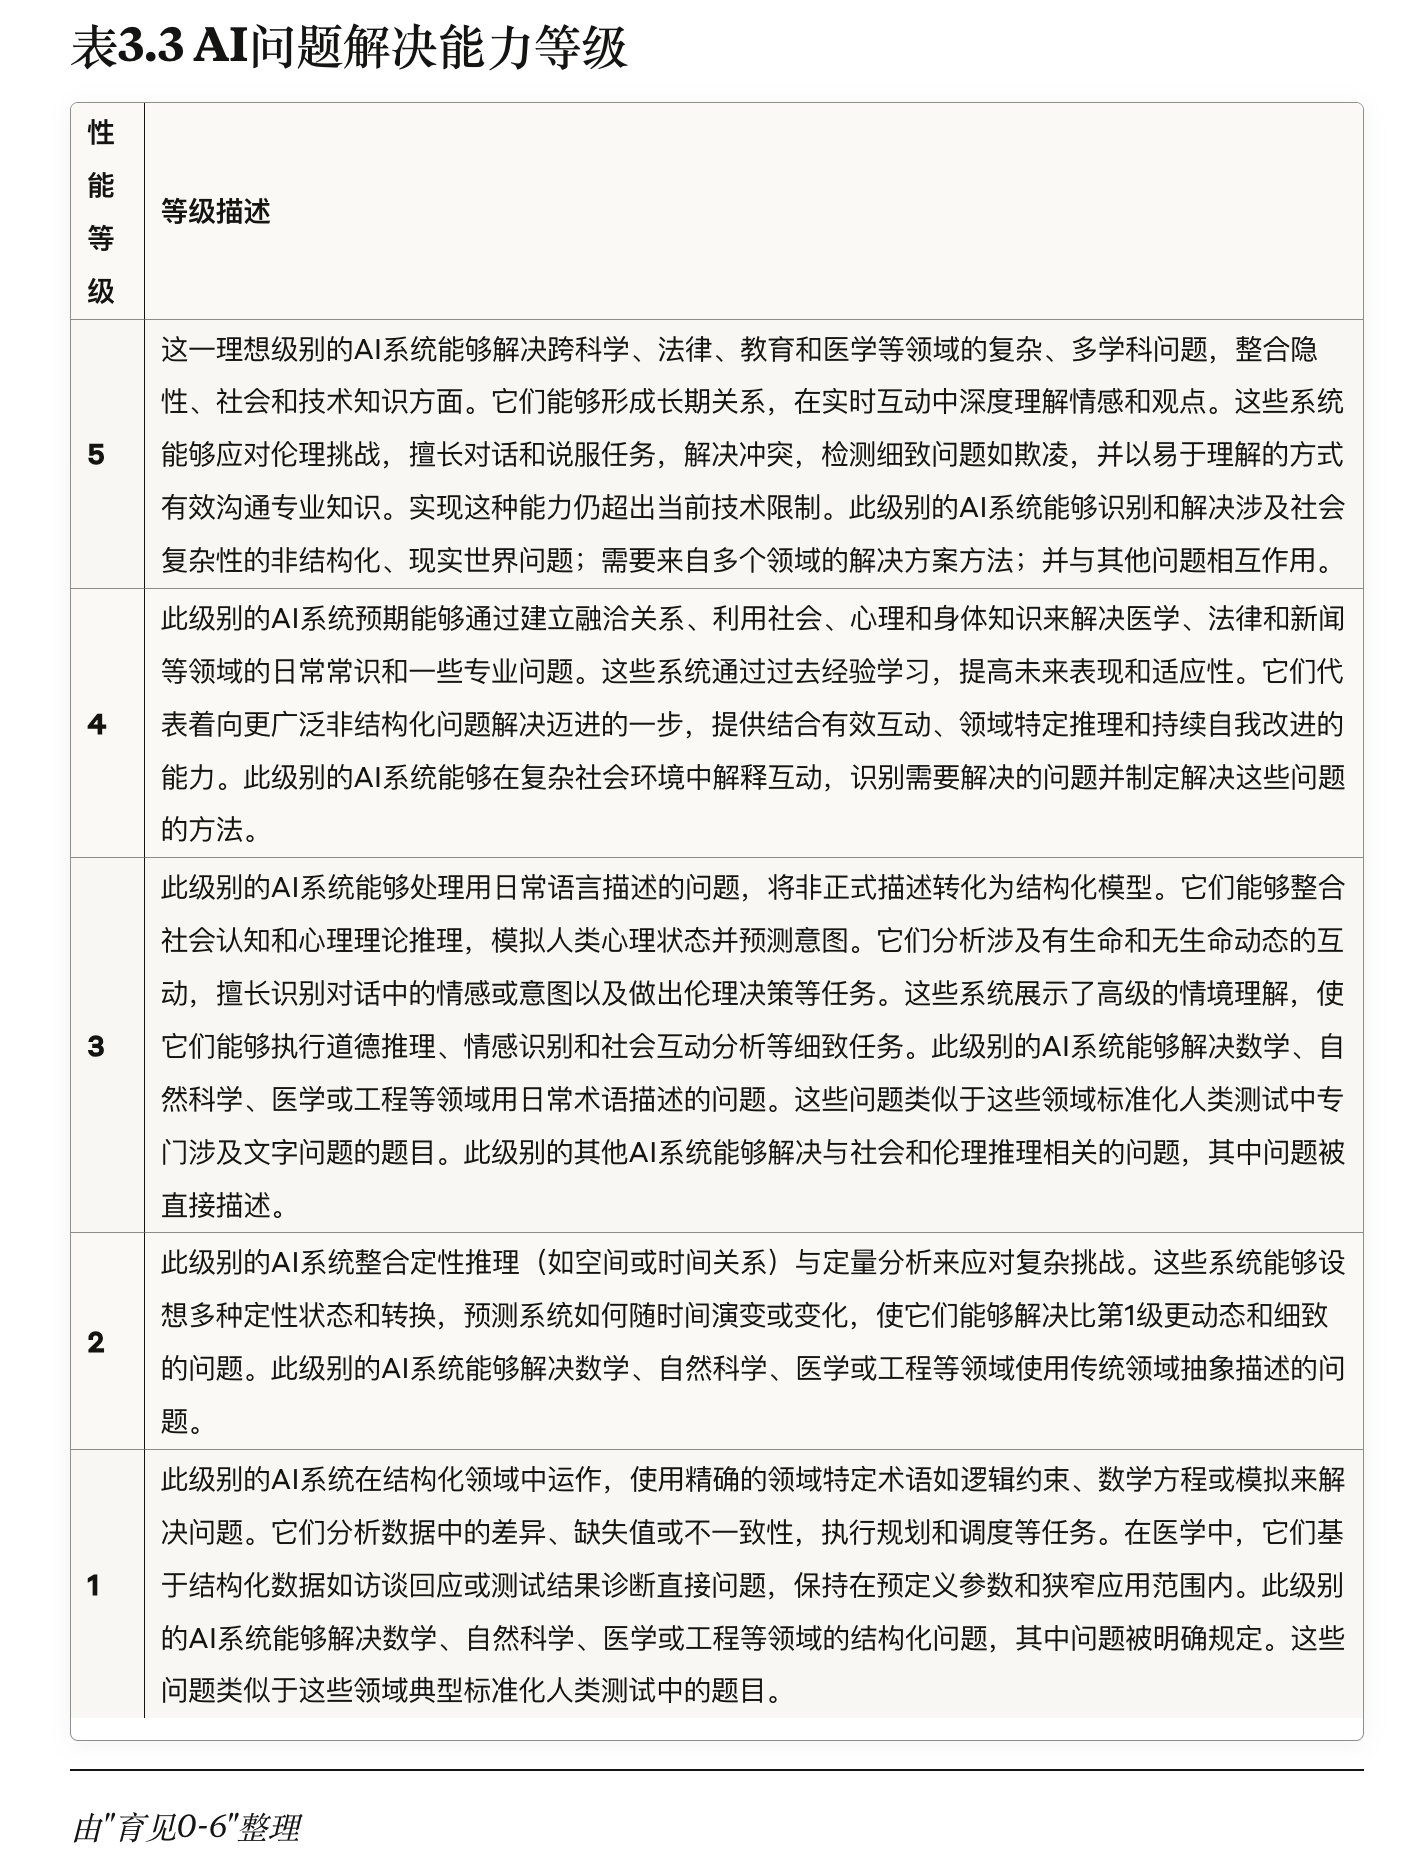 表3.3 AI问题解决能力等级
性
能
等
级
等级描述
5
这一理想级别的AI系统能够解决跨科学、法律、教育和医学等领域的复杂、多学科问题，整合隐
性、社会和技术知识方面。它们能够形成长期关系，在实时互动中深度理解情感和观点。这些系统
能够应对伦理挑战，擅长对话和说服任务，解决冲突，检测细致问题如欺凌，并以易于理解的方式
有效沟通专业知识。实现这种能力仍超出当前技术限制。此级别的AI系统能够识别和解决涉及社会
复杂性的非结构化、现实世界问题；需要来自多个领域的解决方案方法；并与其他问题相互作用。
4
此级别的AI系统预期能够通过建立融洽关系、利用社会、心理和身体知识来解决医学、法律和新闻
等领域的日常常识和一些专业问题。这些系统通过过去经验学习，提高未来表现和适应性。它们代
表着向更广泛非结构化问题解决迈进的一步，提供结合有效互动、领域特定推理和持续自我改进的
能力。此级别的AI系统能够在复杂社会环境中解释互动，识别需要解决的问题并制定解决这些问题
的方法。
3
此级别的AI系统能够处理用日常语言描述的问题，将非正式描述转化为结构化模型。它们能够整合
社会认知和心理理论推理，模拟人类心理状态并预测意图。它们分析涉及有生命和无生命动态的互
动，擅长识别对话中的情感或意图以及做出伦理决策等任务。这些系统展示了高级的情境理解，使
它们能够执行道德推理、情感识别和社会互动分析等细致任务。此级别的AI系统能够解决数学、自
然科学、医学或工程等领域用日常术语描述的问题。这些问题类似于这些领域标准化人类测试中专
门涉及文字问题的题目。此级别的其他AI系统能够解决与社会和伦理推理相关的问题，其中问题被
直接描述。
2
此级别的AI系统整合定性推理（如空间或时间关系）与定量分析来应对复杂挑战。这些系统能够设
想多种定性状态和转换，预测系统如何随时间演变或变化，使它们能够解决比第1级更动态和细致
的问题。此级别的AI系统能够解决数学、自然科学、医学或工程等领域使用传统领域抽象描述的问
题。
1
此级别的AI系统在结构化领域中运作，使用精确的领域特定术语如逻辑约束、数学方程或模拟来解
决问题。它们分析数据中的差异、缺失值或不一致性，执行规划和调度等任务。在医学中，它们基
于结构化数据如访谈回应或测试结果诊断直接问题，保持在预定义参数和狭窄应用范围内。此级别
的AI系统能够解决数学、自然科学、医学或工程等领域的结构化问题，其中问题被明确规定。这些
问题类似于这些领域典型标准化人类测试中的题目。
由"育见0-6"整理